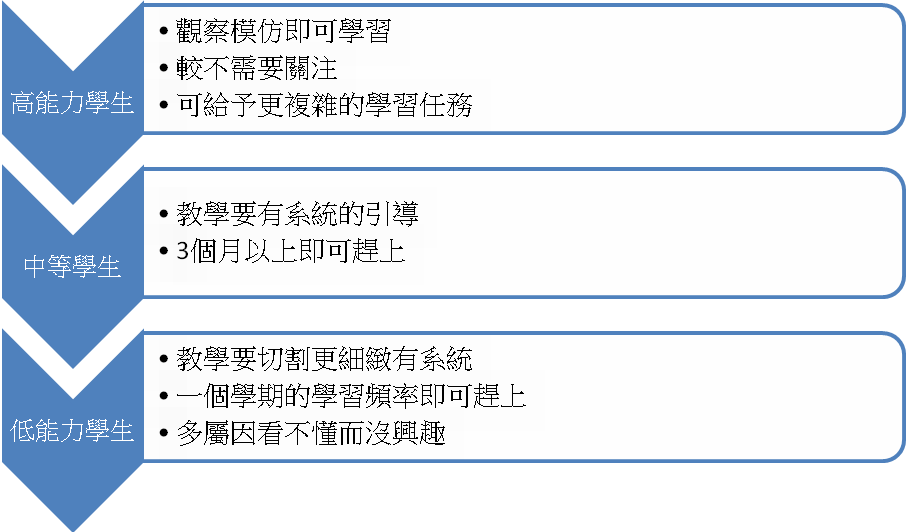 高能力學生
• 觀察模仿即可學習
• 較不需要關注
• 可給予更複雜的學習任務
中等學生
• 教學要有系統的引導
• 3個月以上即可趕上
低能力學生
• 教學要切割更細緻有系統
• 一個學期的學習頻率即可趕上
• 多屬因看不懂而沒興趣